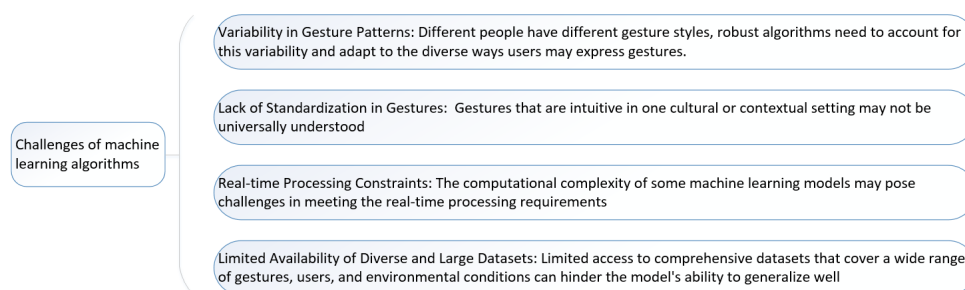 Variability in Gesture Patterns: Different people have different gesture styles, robust algorithms need to account for
this variability and adapt to the diverse ways users may express gestures.
Lack of Standardization in Gestures:  Gestures that are intuitive in one cultural or contextual setting may not be
universally understood
Challenges of machine
learning algorithms
Real-time Processing Constraints: The computational complexity of some machine learning models may pose
challenges in meeting the real-time processing requirements
Limited Availability of Diverse and Large Datasets: Limited access to comprehensive datasets that cover a wide range
of gestures, users, and environmental conditions can hinder the model's ability to generalize well